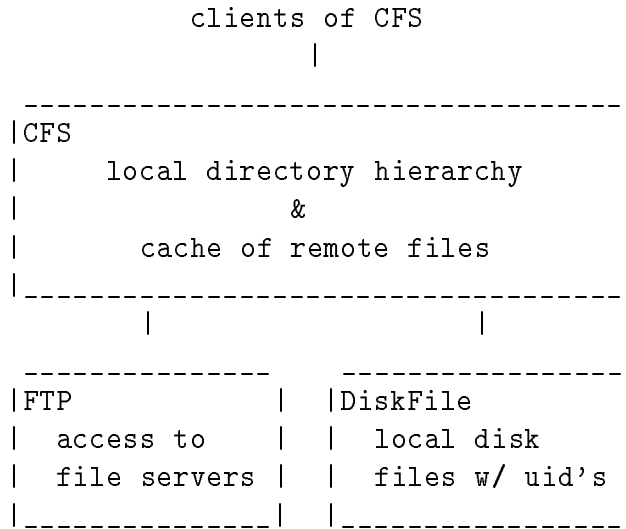 clients of CFS
CFS
local directory hierarchy
&
cache of remote files
FTP
access to
file servers
DiskFile
local disk
files w/ uid's